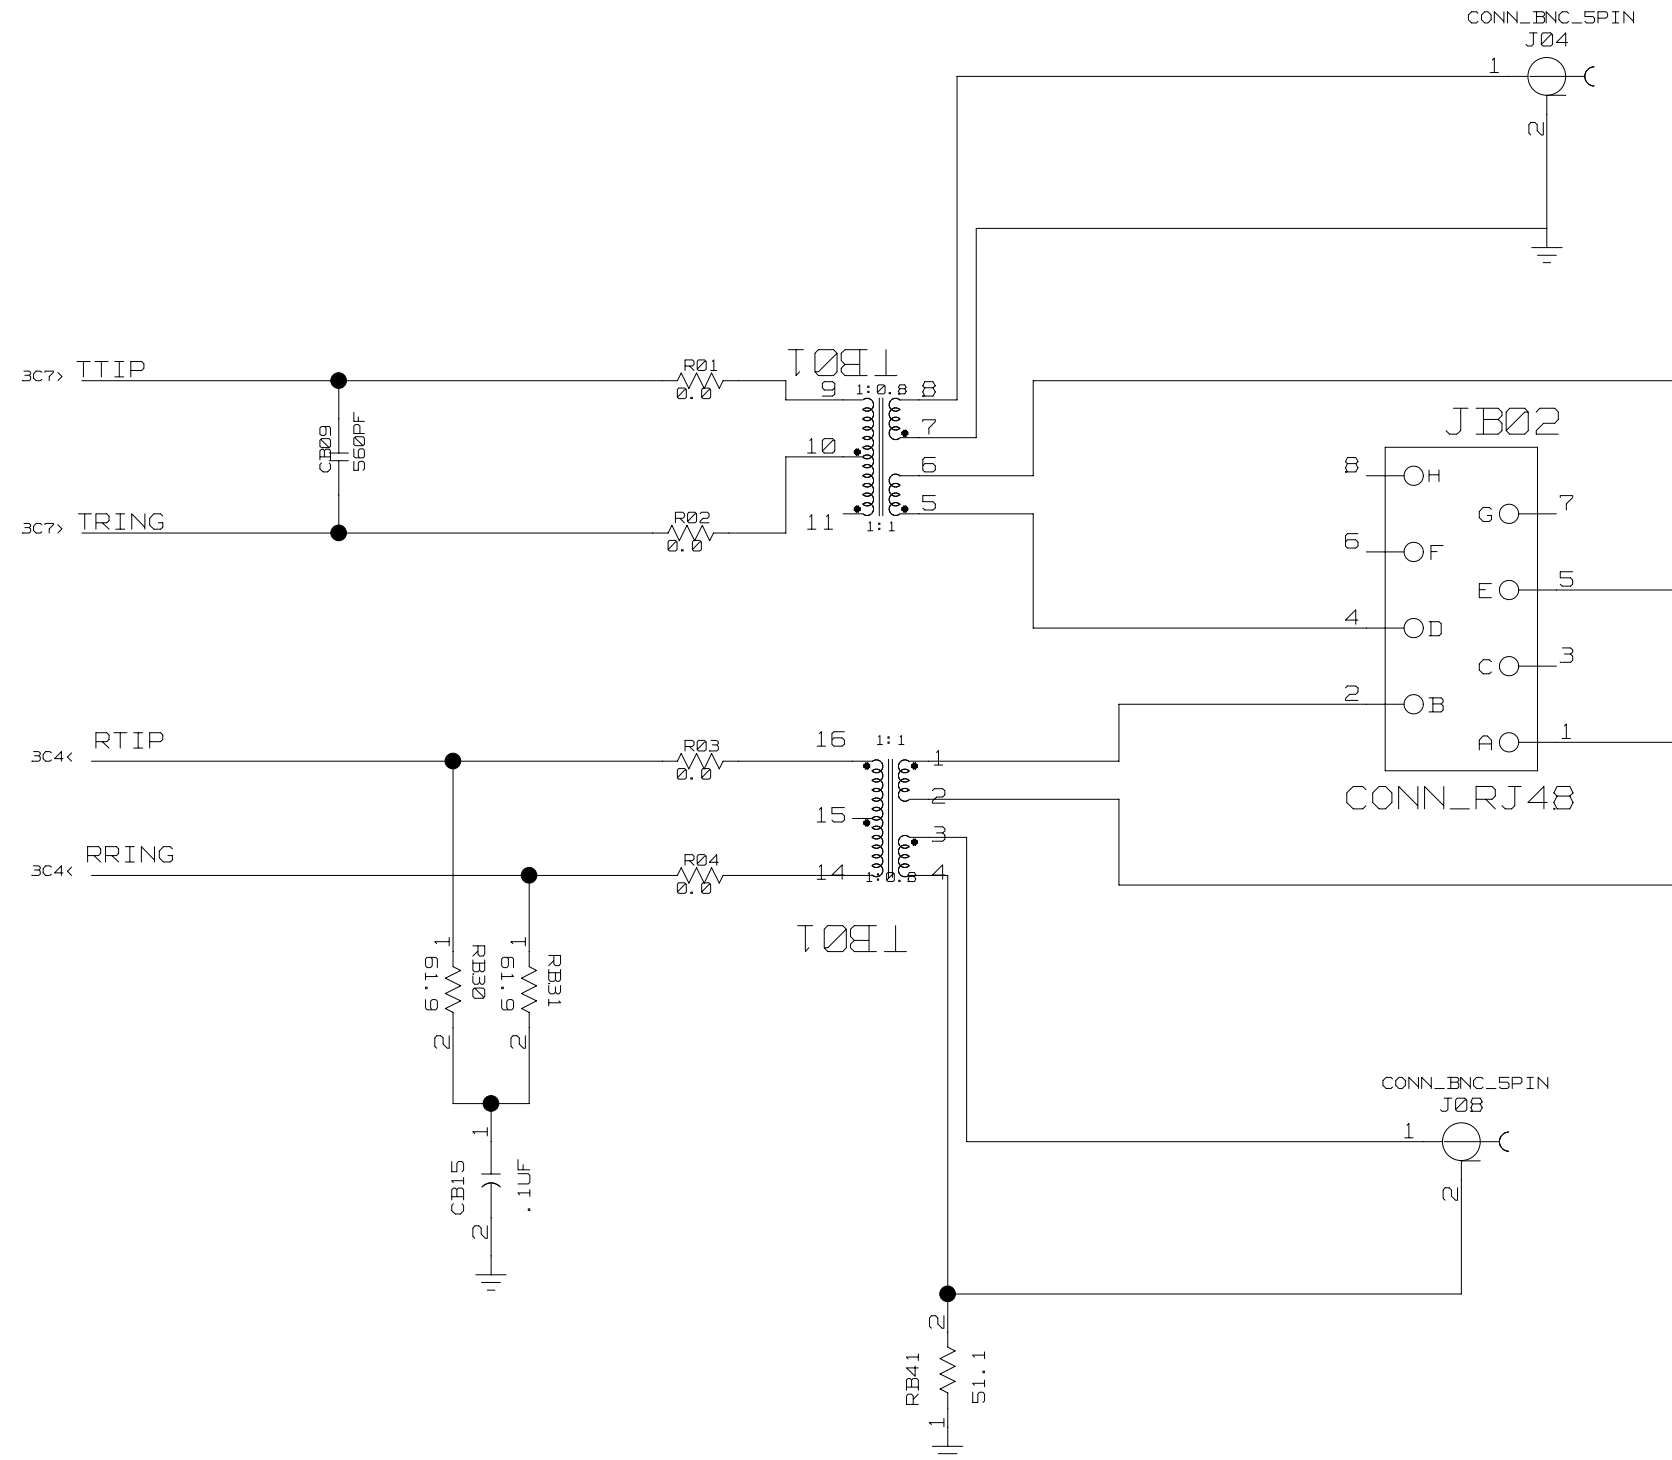 CONN_BNC_5PIN
J04
1
2
3C7> TTIP
R01
0.0
TB01
9
1:0.8
8
CB09
560PF
10
7
6
3C7> TRING
R02
0.0
11
1:1
5
JB02
8
H
G
7
6
F
E
5
4
D
C
3
2
B
A
1
CONN_RJ48
3C4< RTIP
R03
0.0
16
1:1
1
15
2
3
3C4< RRING
R04
0.0
14
1:0.8
4
TB01
1
RB30
61.9
2
1
RB31
61.9
2
1
CB15
.1UF
2
CONN_BNC_5PIN
J08
1
2
2
RB41
51.1
1